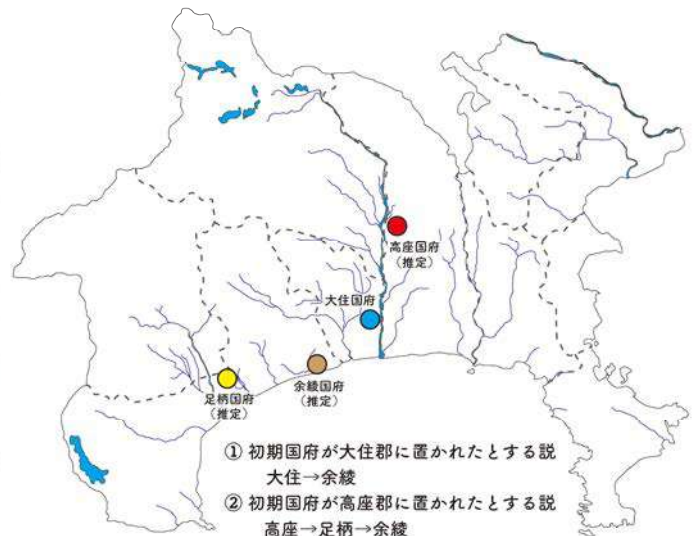 高座国府
(推定)
大住国府
余綾国府
(推定)
足柄国府
(推定)
① 初期国府が大住郡に置かれたとする説
大住→余綾
② 初期国府が高座郡に置かれたとする説
高座→足柄→余綾